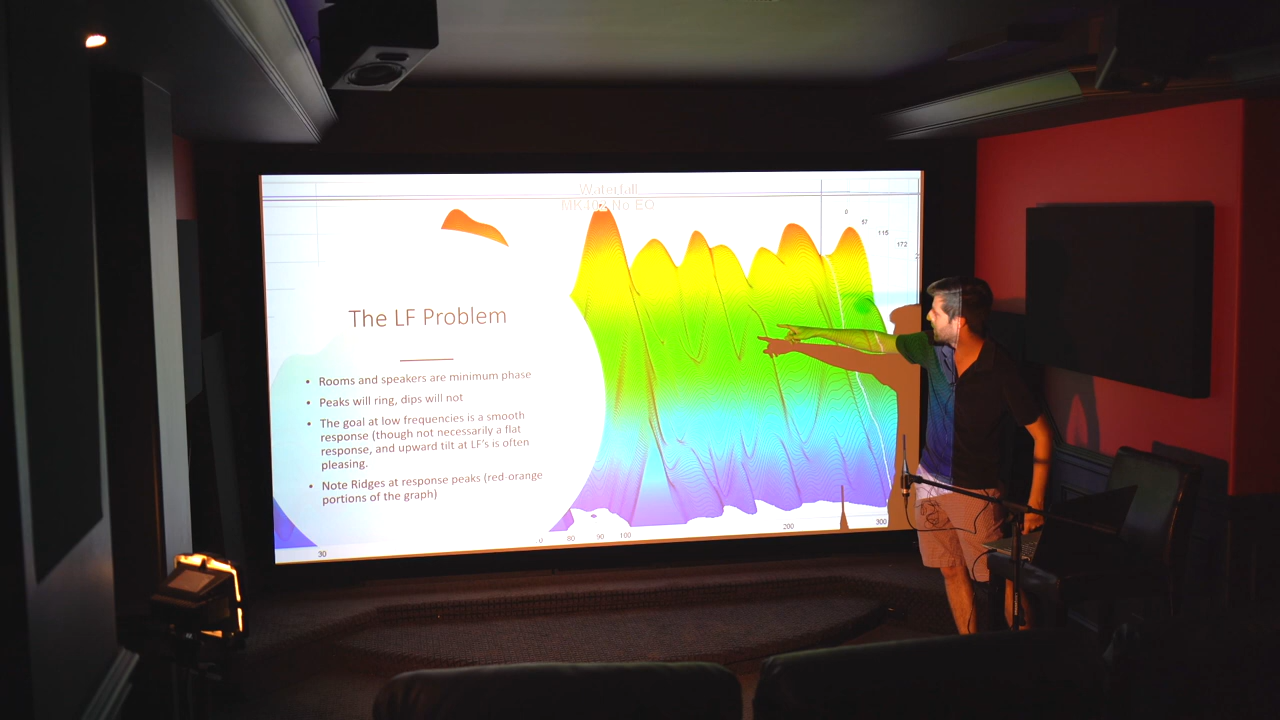 Waterfall
MK402 No EQ
0
57
115
172
The LF Problem
• Rooms and speakers are minimum phase
• Peaks will ring, dips will not
• The goal at low frequencies is a smooth
response (though not necessarily a flat
response, and upward tilt at LF's is often
pleasing.
• Note Ridges at response peaks (red-orange
portions of the graph)
30
80
90
100
200
300